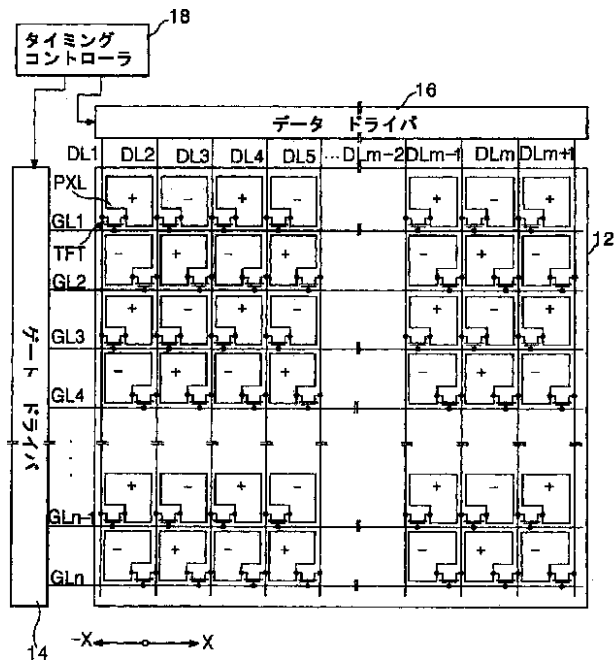 18
タイミング
コントローラ
16
データ ドライバ
DL1 DL2 DL3 DL4 DL5 ...DLm-2 DLm-1 DLm DLm+1
PXL
+ - + - + - +
GL1
12
TFT
- + - + - + -
GL2
+ - + - + - +
GL3
- + - + - + -
GL4
ゲート ドライバ
+ - + - + - +
GLn-1
- + - + - + -
GLn
14
-X X